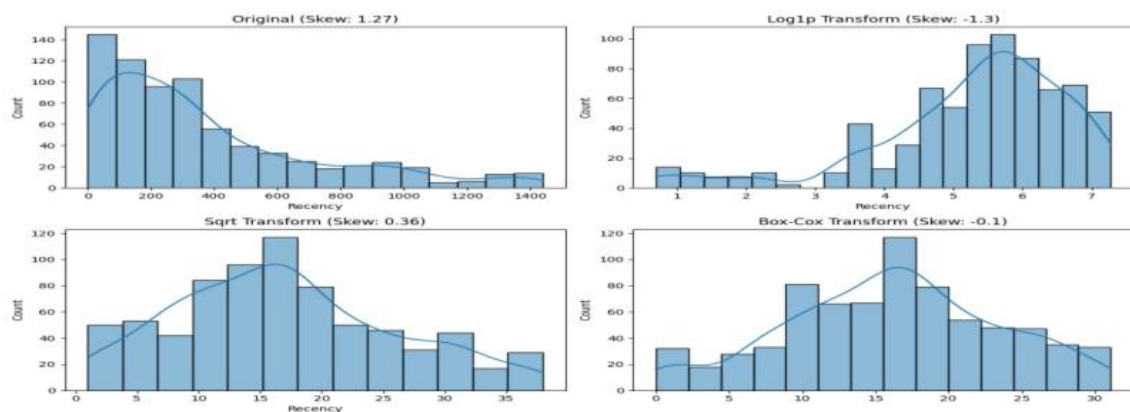 Original (Skew: 1.27)
140
120
100
80
60
40
20
0
Count
0 200 400 600 800 1000 1200 1400
Recency
Log1p Transform (Skew: -1.3)
100
80
60
40
20
0
Count
1 2 3 4 5 6 7
Recency
Sqrt Transform (Skew: 0.36)
120
100
80
60
40
20
0
Count
0 5 10 15 20 25 30 35
Recency
Box-Cox Transform (Skew: -0.1)
120
100
80
60
40
20
0
Count
0 5 10 15 20 25 30